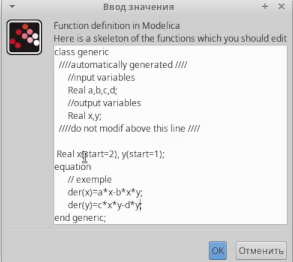 Ввод значения
Function definition in Modelica
Here is a skeleton of the functions which you should edit
class generic
////automatically generated ////
//input variables
Real a,b,c,d;
//output variables
Real x,y;
////do not modif above this line ////
Real x(start=2), y(start=1);
equation
// exemple
der(x)=a*x-b*x*y;
der(y)=c*x*y-d*y;
end generic;
OK
Отменить